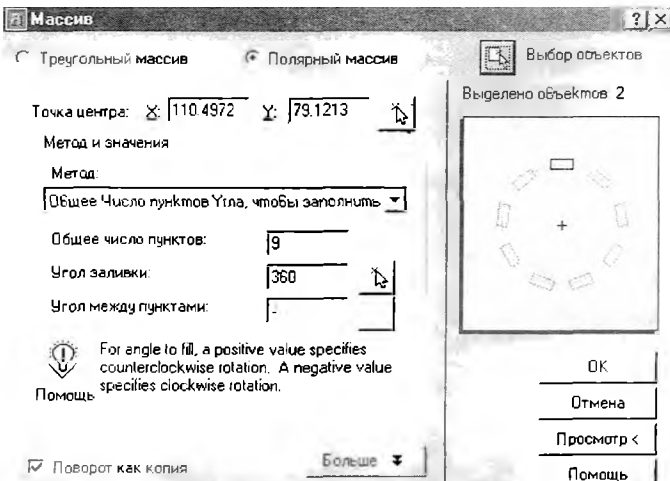 Массив
Треугольный массив
Полярный массив
Выбор объектов
Точка центра: X: 110.4972 Y: 79.1213
Выделено объектов 2
Метод и значения
Метод:
Общее Число пунктов Угла, чтобы заполнить
Общее число пунктов: 9
Угол заливки: 360
Угол между пунктами: -
For angle to fill, a positive value specifies
counterclockwise rotation. A negative value
specifies clockwise rotation.
Помощь
OK
Отмена
Просмотр <
Поворот как копия
Больше
Помощь